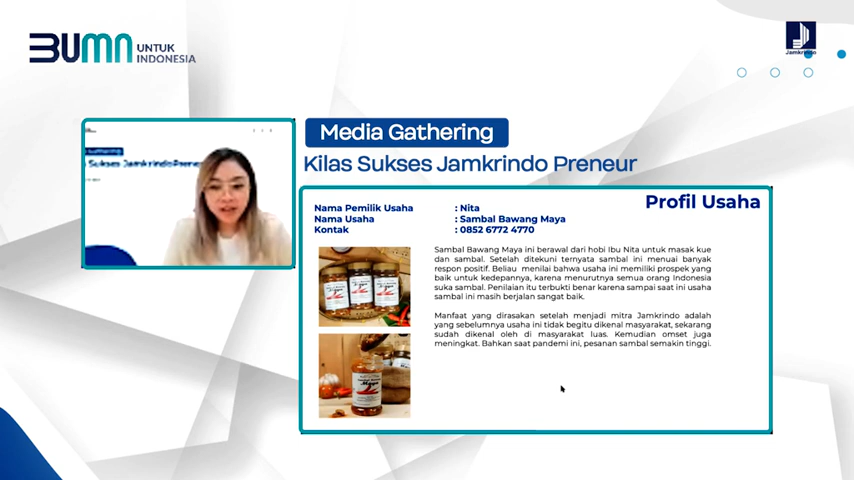 BUMN UNTUK
INDONESIA
Jamkrindo
Media Gathering
Kilas Sukses Jamkrindo Preneur
Sukses Jamkrindo Preneur
Profil Usaha
Nama Pemilik Usaha : Nita
Nama Usaha : Sambal Bawang Maya
Kontak : 0852 6772 4770
Sambal Bawang Maya ini berawal dari hobi Ibu Nita untuk masak kue
dan sambal. Setelah ditekuni ternyata sambal ini menuai banyak
respon positif. Beliau menilai bahwa usaha ini memiliki prospek yang
baik untuk kedepannya, karena menurutnya semua orang Indonesia
suka sambal. Penilaian itu terbukti benar karena sampai saat ini usaha
sambal ini masih berjalan sangat baik.
Manfaat yang dirasakan setelah menjadi mitra Jamkrindo adalah
yang sebelumnya usaha ini tidak begitu dikenal masyarakat, sekarang
sudah dikenal oleh di masyarakat luas. Kemudian omset juga
meningkat. Bahkan saat pandemi ini, pesanan sambal semakin tinggi.
Maya